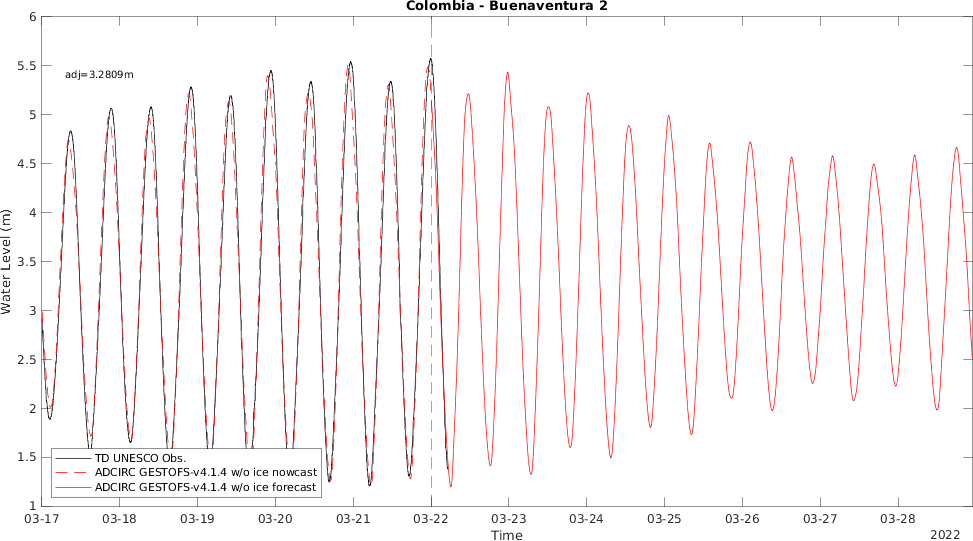 Colombia - Buenaventura 2
6
5.5
5
4.5
4
3.5
3
2.5
2
1.5
1
Water Level (m)
adj=3.2809m
TD UNESCO Obs.
ADCIRC GESTOFS-v4.1.4 w/o ice nowcast
ADCIRC GESTOFS-v4.1.4 w/o ice forecast
03-17 03-18 03-19 03-20 03-21 03-22 03-23 03-24 03-25 03-26 03-27 03-28
Time
2022